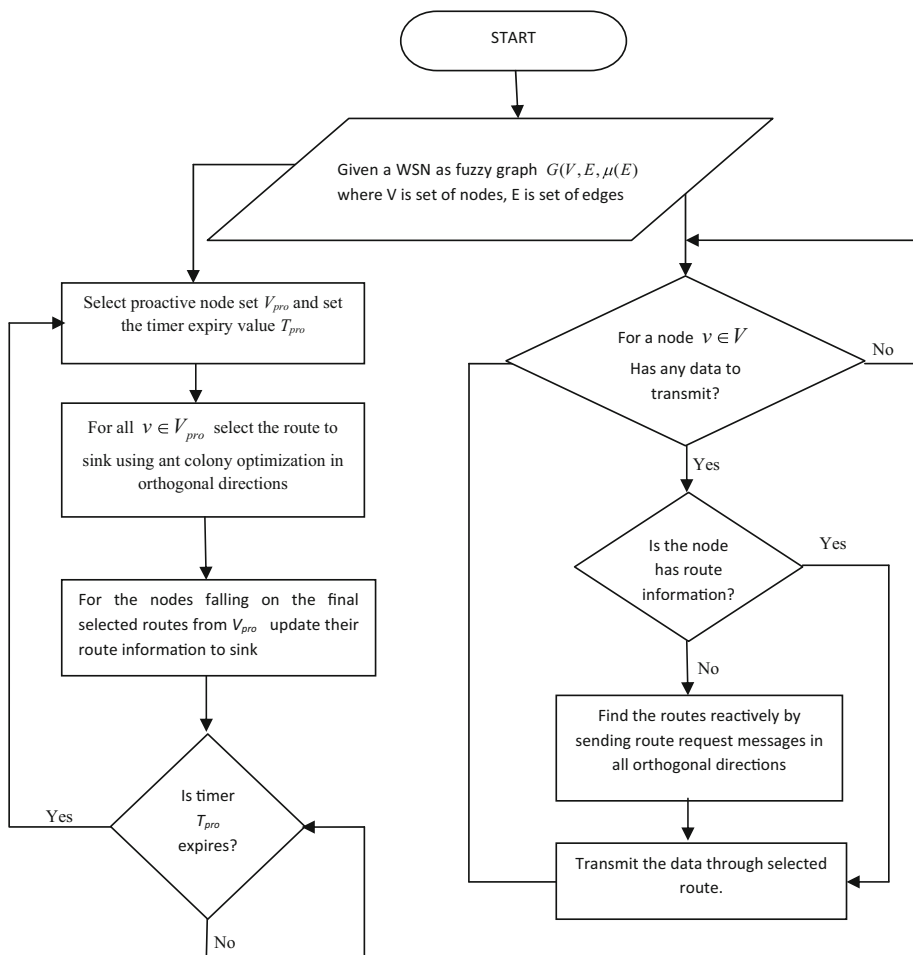 START
Given a WSN as fuzzy graph G(V, E, μ(E)
where V is set of nodes, E is set of edges
Select proactive node set Vpro and set
the timer expiry value Tpro
For all v ∈ Vpro select the route to
sink using ant colony optimization in
orthogonal directions
For the nodes falling on the final
selected routes from Vpro update their
route information to sink
Is timer
Tpro
expires?
Yes
No
For a node v ∈ V
Has any data to
transmit?
No
Yes
Is the node
has route
information?
Yes
No
Find the routes reactively by
sending route request messages in
all orthogonal directions
Transmit the data through selected
route.